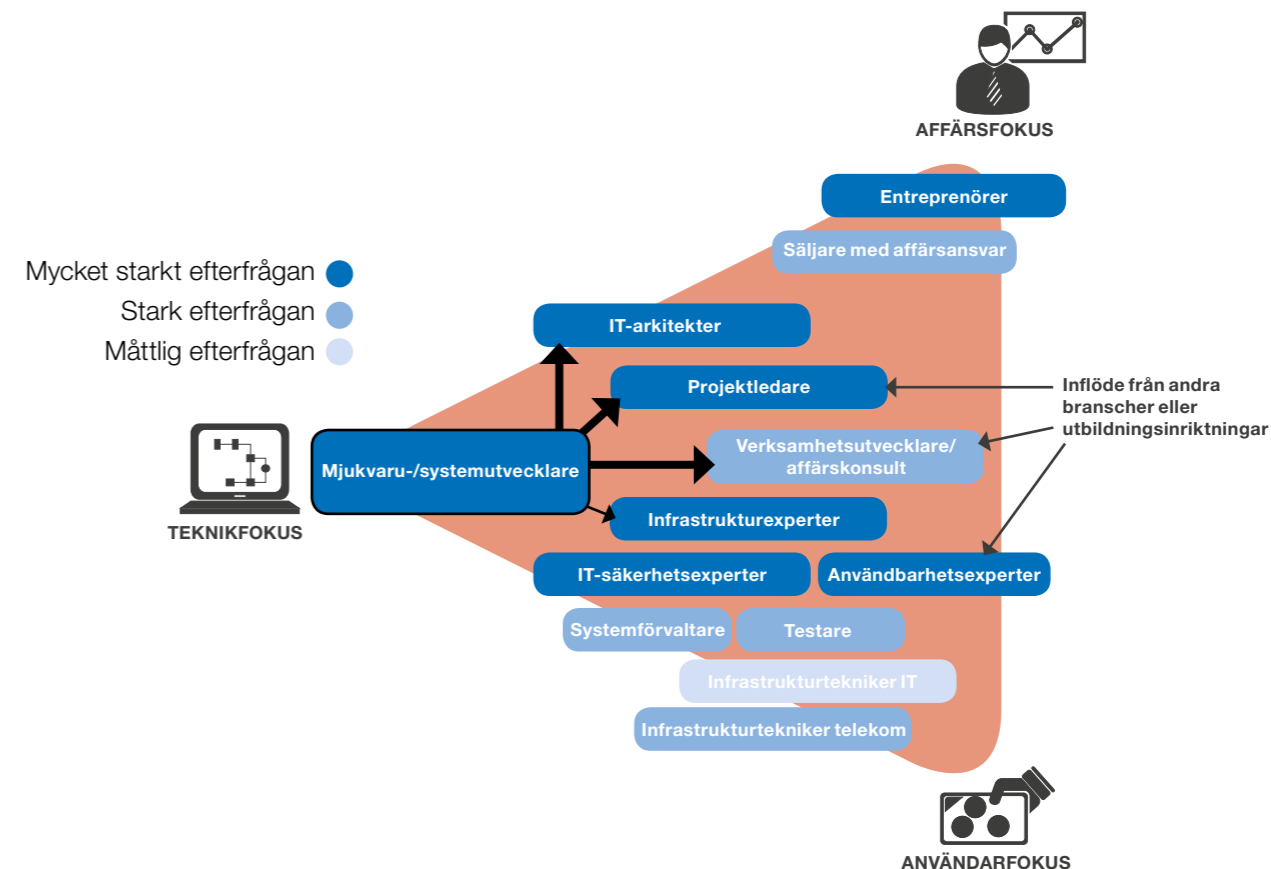 AFFÄRSFOKUS
Entreprenörer
Säljare med affärsansvar
Mycket starkt efterfrågan
Stark efterfrågan
Måttlig efterfrågan
IT-arkitekter
Projektledare
Inflöde från andra
branscher eller
utbildningsinriktningar
Verksamhetsutvecklare/
affärskonsult
Mjukvaru-/systemutvecklare
TEKNIKFOKUS
Infrastrukturexperter
IT-säkerhetsexperter
Användbarhetsexperter
Systemförvaltare
Testare
Infrastrukturtekniker IT
Infrastrukturtekniker telekom
ANVÄNDARFOKUS